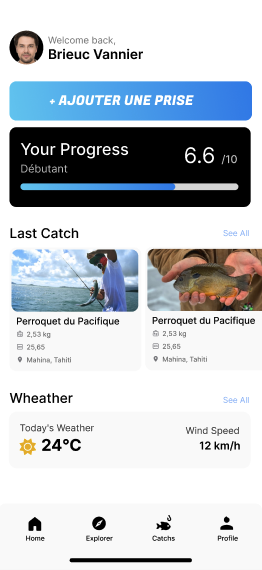 Welcome back,
Brieuc Vannier
+ AJOUTER UNE PRISE
Your Progress
Débutant
6.6 /10
Last Catch
See All
Perroquet du Pacifique
2,53 kg
25,65
Mahina, Tahiti
Perroquet du Pacifique
2,53 kg
25,65
Mahina, Tahiti
Wheather
See All
Today's Weather
24°C
Wind Speed
12 km/h
Home
Explorer
Catchs
Profile